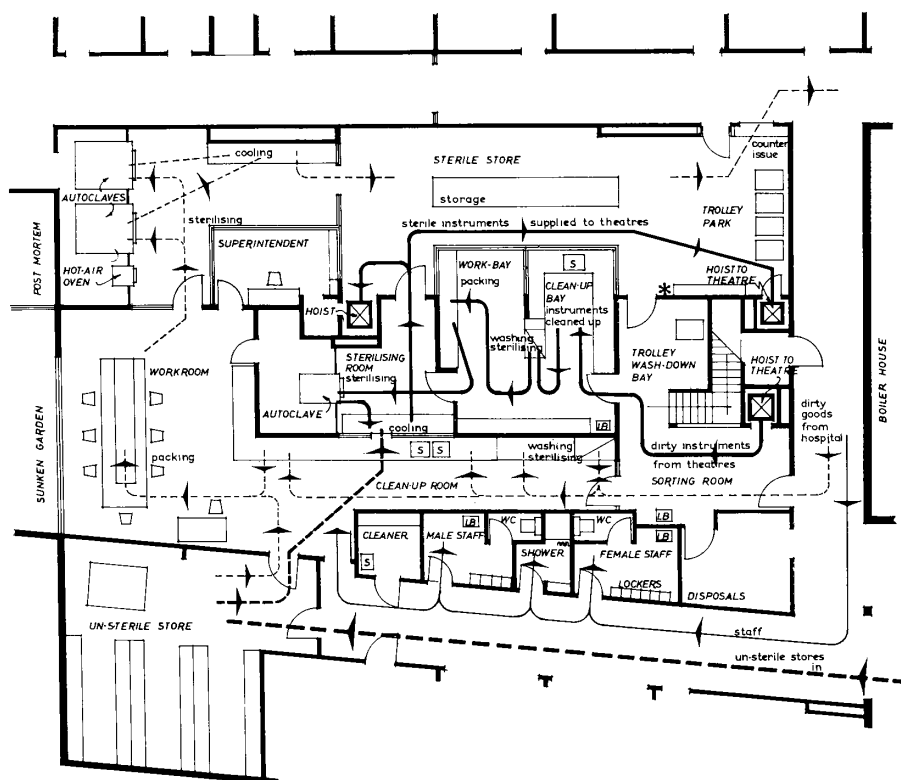 cooling
STERILE STORE
counter
issue
AUTOCLAVES
storage
TROLLEY
PARK
sterilising
sterile instruments
supplied to theatres
POST MORTEM
SUPERINTENDENT
WORK-BAY
packing
S
HOT-AIR
OVEN
CLEAN-UP
BAY
instruments
cleaned up
HOIST TO
THEATRE
*
HOIST
washing
sterilising
STERILISING
ROOM
sterilising
TROLLEY
WASH-DOWN
BAY
HOIST TO
THEATRE
WORKROOM
BOILER HOUSE
AUTOCLAVE
cooling
LB
dirty
goods
from
hospital
SUNKEN GARDEN
packing
S
S
washing
sterilising
dirty instruments
from theatres
CLEAN-UP ROOM
SORTING ROOM
CLEANER
S
MALE STAFF
LB
WC
WC
LB
LB
SHOWER
FEMALE STAFF
LOCKERS
DISPOSALS
UN-STERILE STORE
staff
un-sterile stores
in